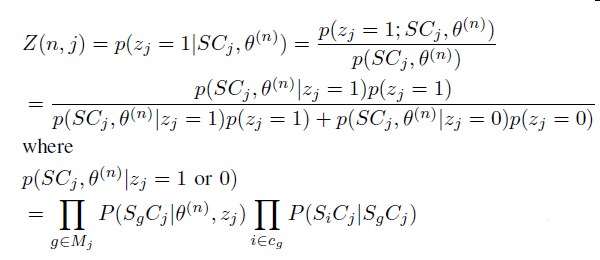 Z(n, j) = p(z_j = 1|SC_j, θ^(n)) = p(z_j = 1; SC_j, θ^(n)) / p(SC_j, θ^(n))
= p(SC_j, θ^(n)|z_j = 1)p(z_j = 1) / p(SC_j, θ^(n)|z_j = 1)p(z_j = 1) + p(SC_j, θ^(n)|z_j = 0)p(z_j = 0)
where
p(SC_j, θ^(n)|z_j = 1 or 0)
= ∏_{g∈M_j} P(S_gC_j|θ^(n), z_j) ∏_{i∈c_g} P(S_iC_j|S_gC_j)